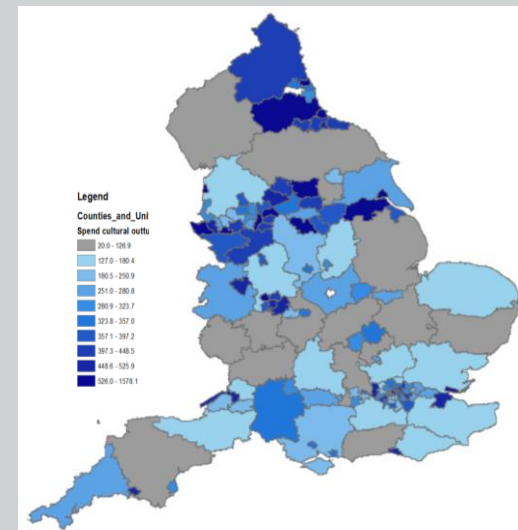 Legend
Counties_and_Uni
Spend cultural outtu
20.0 - 126.9
127.0 - 180.4
180.5 - 250.9
251.0 - 280.8
280.9 - 323.7
323.8 - 357.0
357.1 - 397.2
397.3 - 448.5
448.6 - 525.9
526.0 - 1578.1